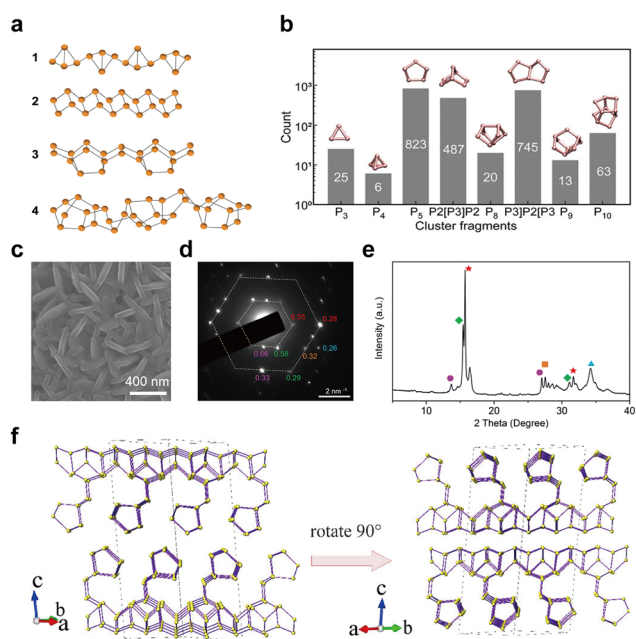 a
1
2
3
4
b
Count
10³
10²
10¹
10⁰
25
6
823
487
20
745
13
63
P₃
P₄
P₅
P2[P3]P2
P₈
P3]P2[P3
P₉
P₁₀
Cluster fragments
c
400 nm
d
0.55
0.28
0.26
0.32
0.66
0.58
0.33
0.29
2 nm⁻¹
e
Intensity (a.u.)
10
20
30
40
2 Theta (Degree)
f
c
b
a
rotate 90°
c
a
b